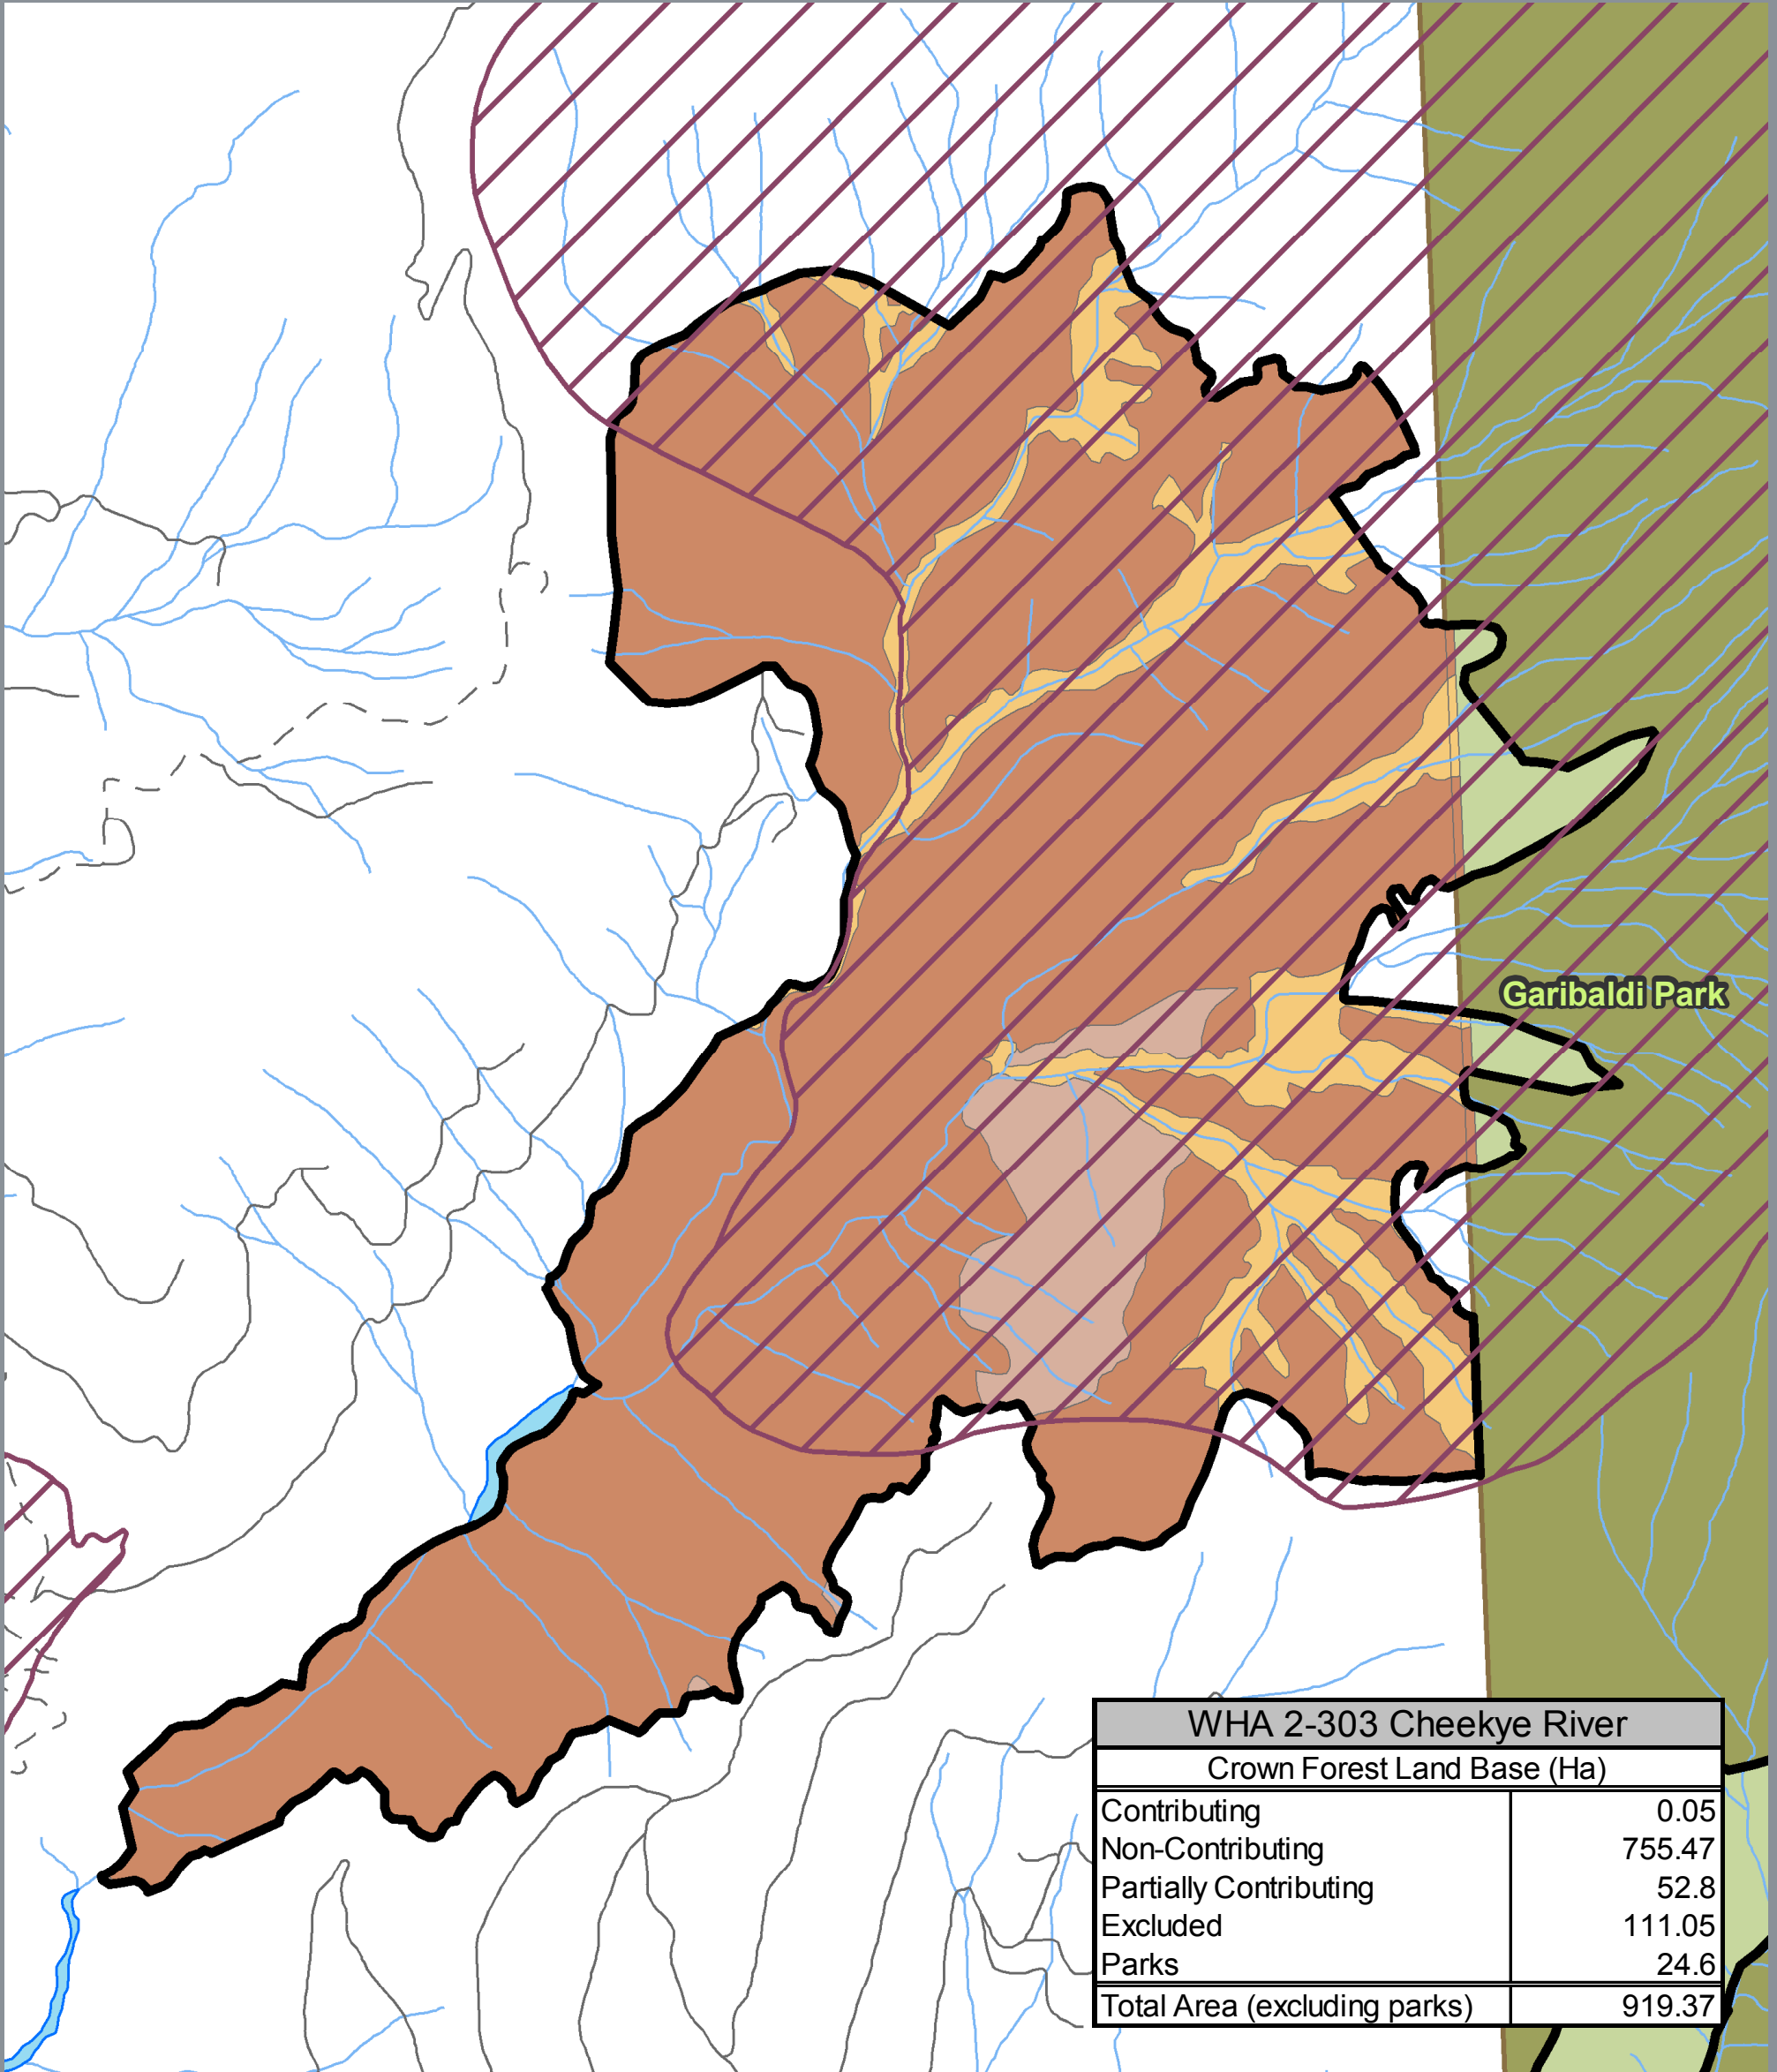 Garibaldi Park
WHA 2-303 Cheekye River
Crown Forest Land Base (Ha)
Contributing 0.05
Non-Contributing 755.47
Partially Contributing 52.8
Excluded 111.05
Parks 24.6
Total Area (excluding parks) 919.37